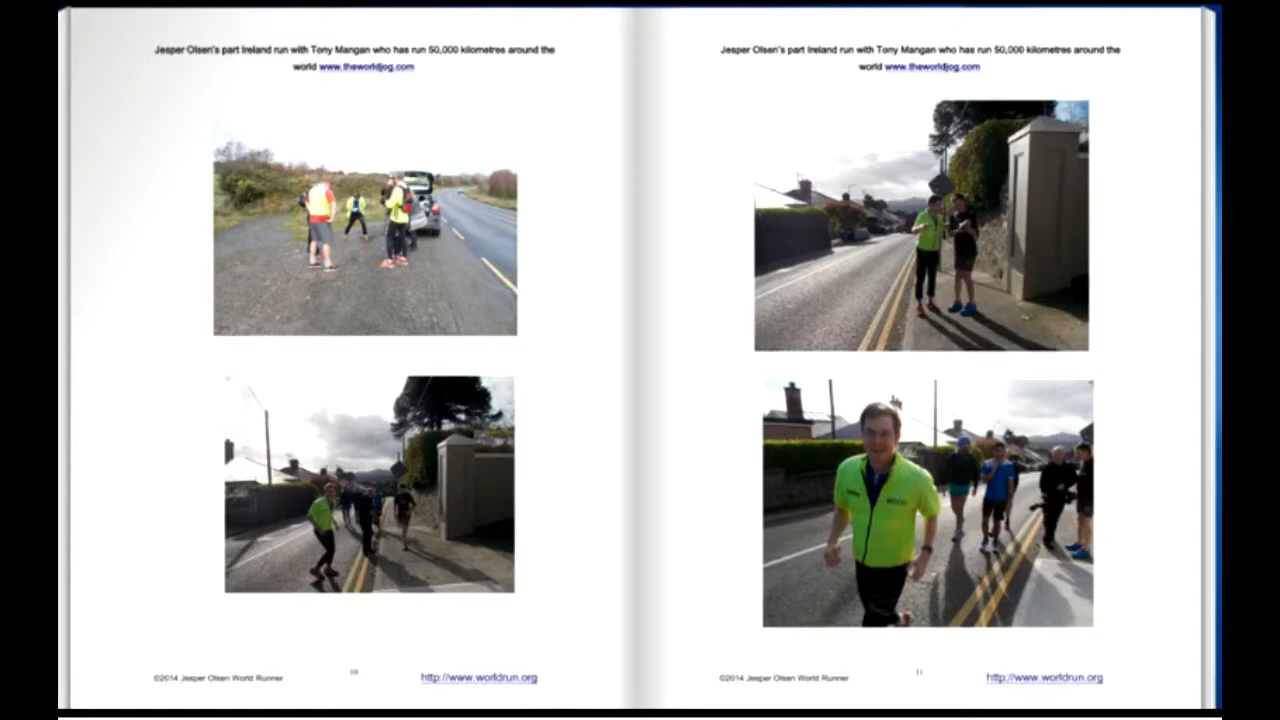 Jesper Olsen's part Ireland run with Tony Mangan who has run 50,000 kilometres around the
world www.theworldjog.com
©2014 Jesper Olsen World Runner
10
http://www.worldrun.org
Jesper Olsen's part Ireland run with Tony Mangan who has run 50,000 kilometres around the
world www.theworldjog.com
©2014 Jesper Olsen World Runner
11
http://www.worldrun.org